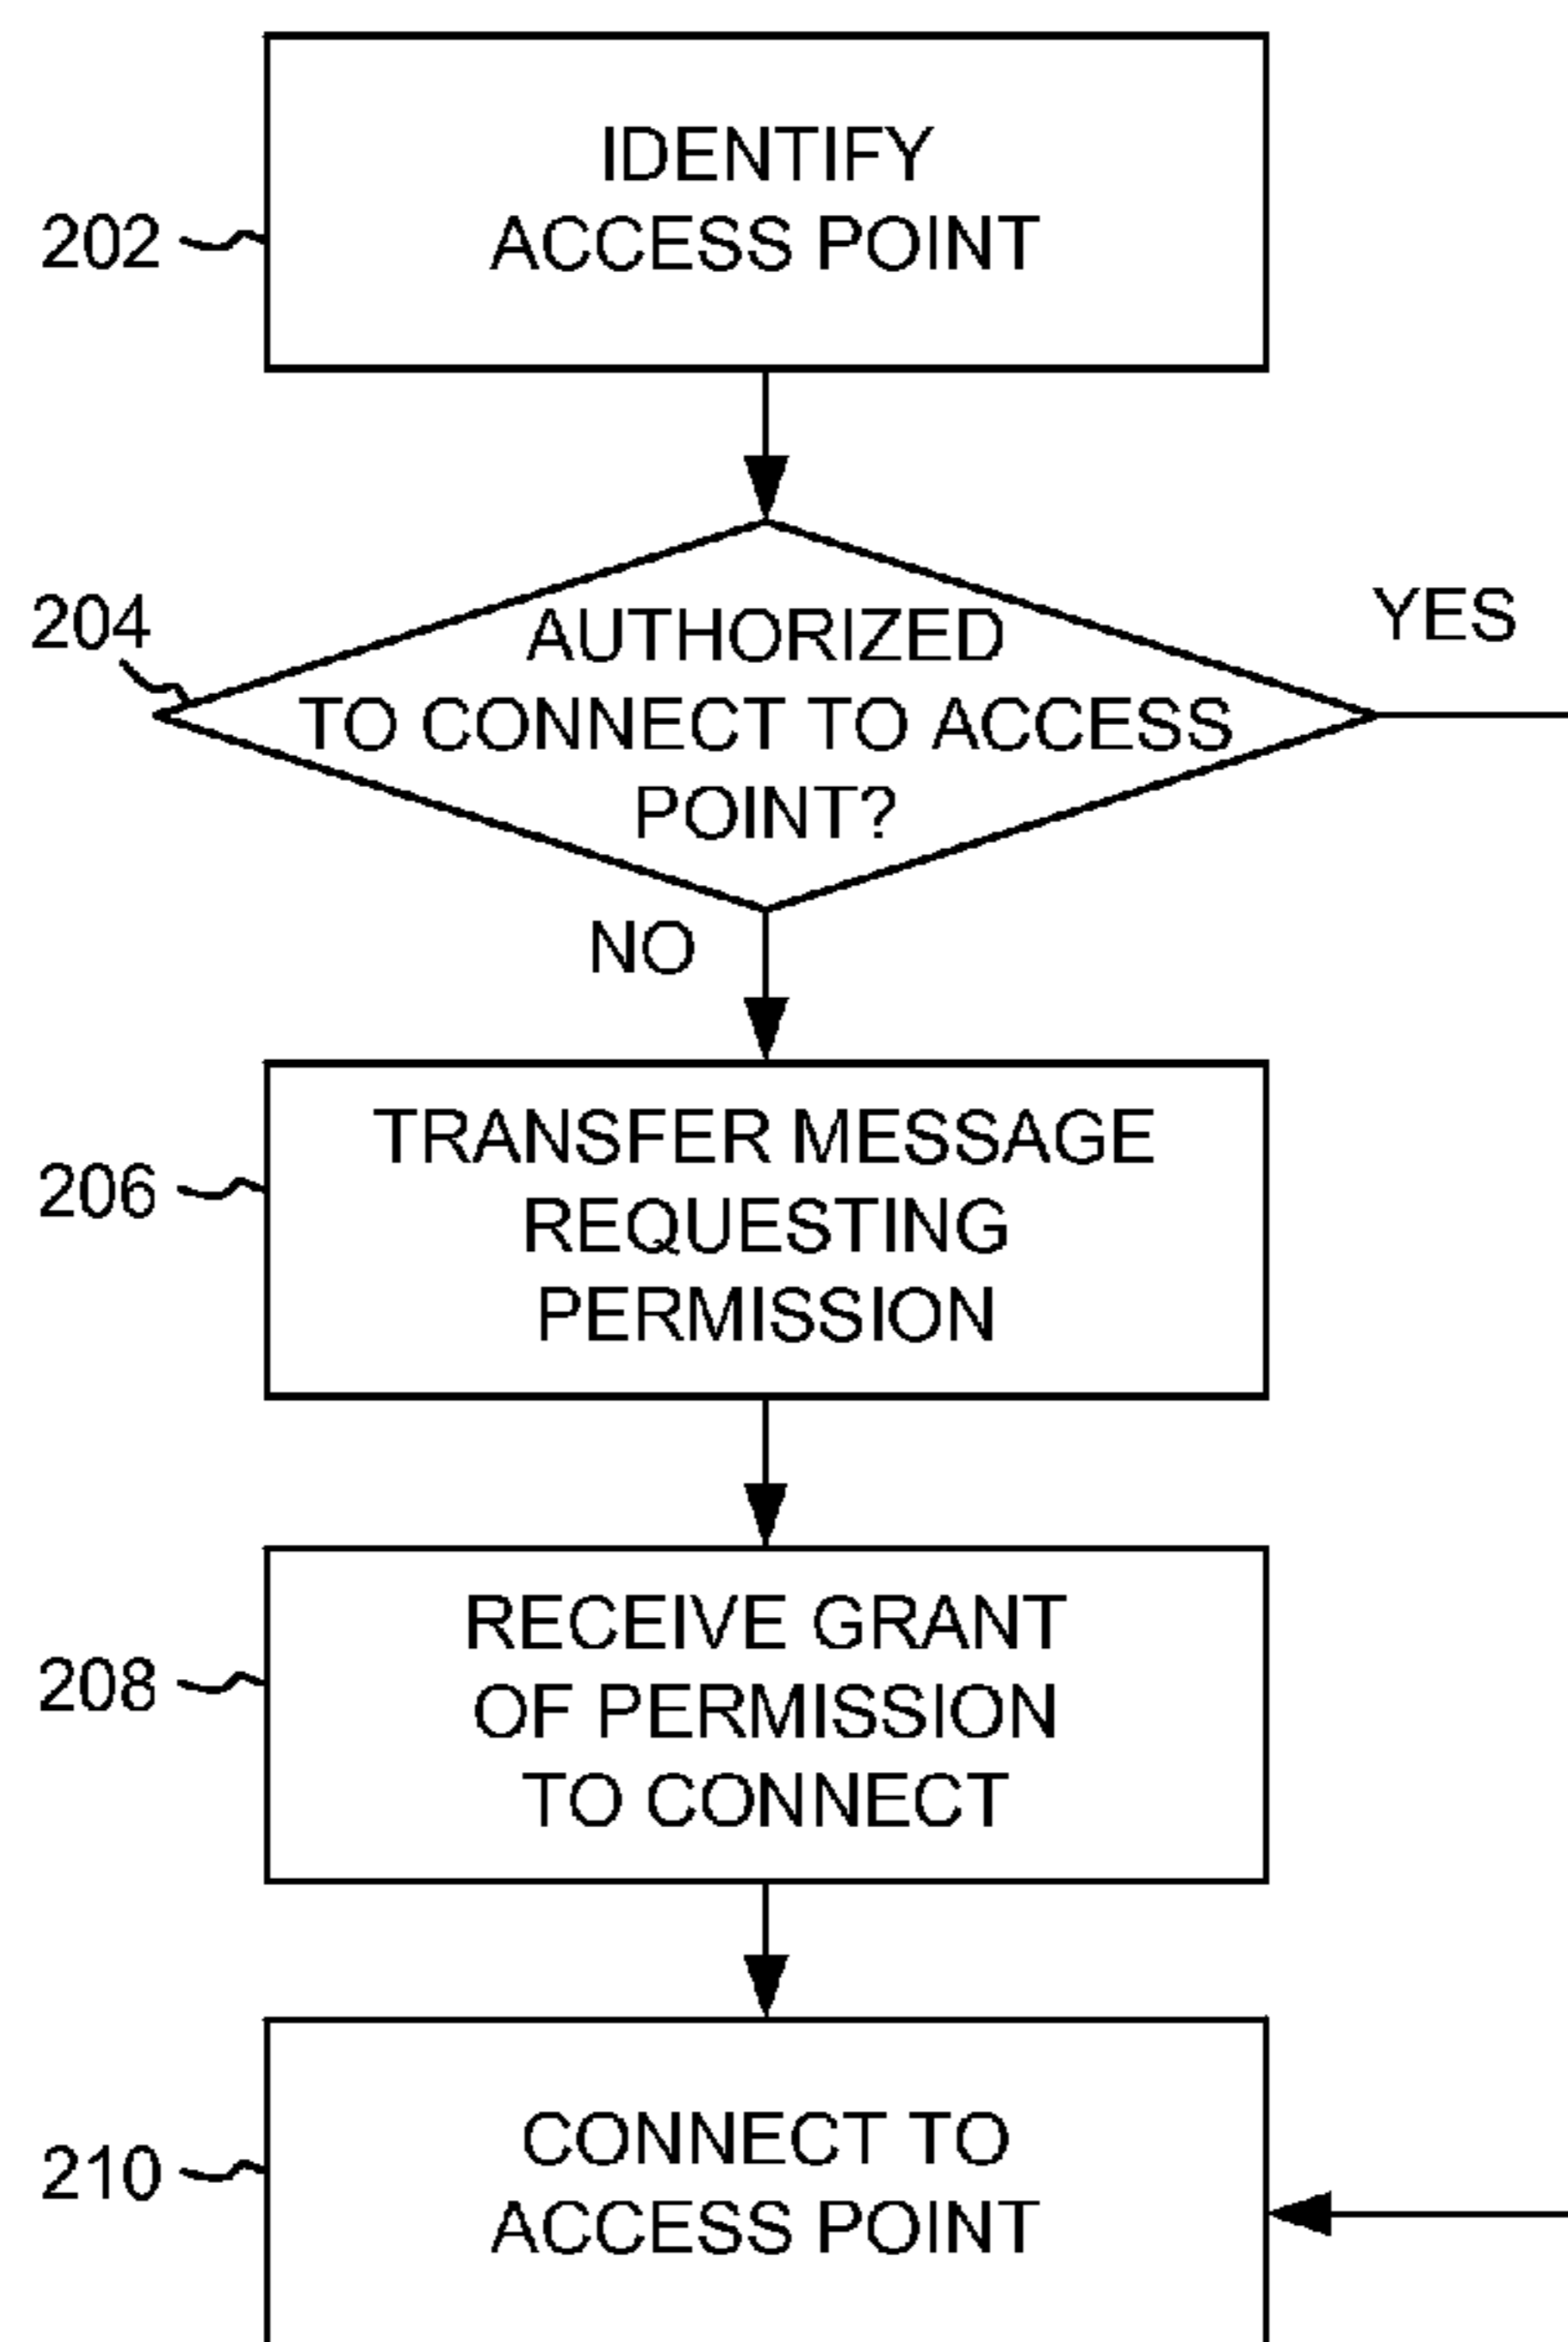 IDENTIFY
ACCESS POINT
202
204
AUTHORIZED
TO CONNECT TO ACCESS
POINT?
YES
NO
206
TRANSFER MESSAGE
REQUESTING
PERMISSION
208
RECEIVE GRANT
OF PERMISSION
TO CONNECT
210
CONNECT TO
ACCESS POINT